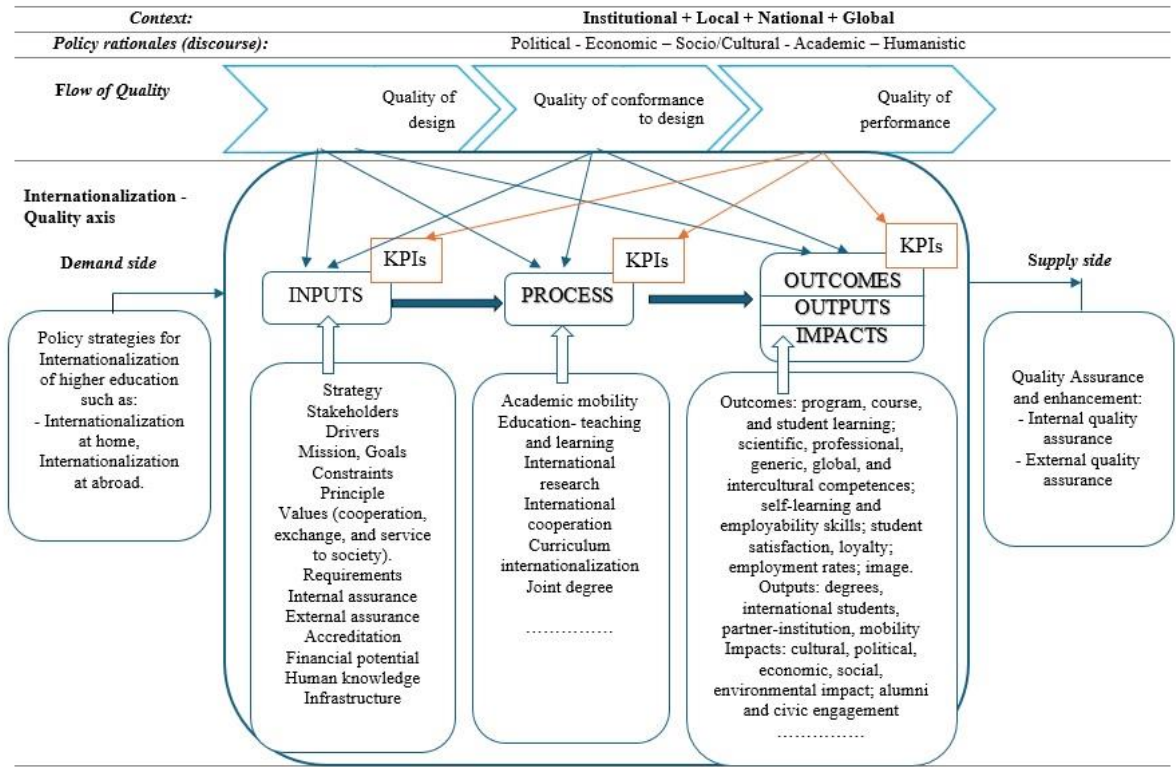 Context:
Institutional + Local + National + Global
Policy rationales (discourse):
Political - Economic – Socio/Cultural - Academic – Humanistic
Flow of Quality
Quality of
design
Quality of conformance
to design
Quality of
performance
Internationalization -
Quality axis
Demand side
Policy strategies for
Internationalization
of higher education
such as:
- Internationalization
at home,
Internationalization
at abroad.
KPIs
INPUTS
Strategy
Stakeholders
Drivers
Mission, Goals
Constraints
Principle
Values (cooperation,
exchange, and service
to society).
Requirements
Internal assurance
External assurance
Accreditation
Financial potential
Human knowledge
Infrastructure
KPIs
PROCESS
Academic mobility
Education- teaching
and learning
International
research
International
cooperation
Curriculum
internationalization
Joint degree
……………
KPIs
OUTCOMES
OUTPUTS
IMPACTS
Outcomes: program, course,
and student learning;
scientific, professional,
generic, global, and
intercultural competences;
self-learning and
employability skills; student
satisfaction, loyalty;
employment rates; image.
Outputs: degrees,
international students,
partner-institution, mobility
Impacts: cultural, political,
economic, social,
environmental impact; alumni
and civic engagement
……………
Supply side
Quality Assurance
and enhancement:
- Internal quality
assurance
- External quality
assurance